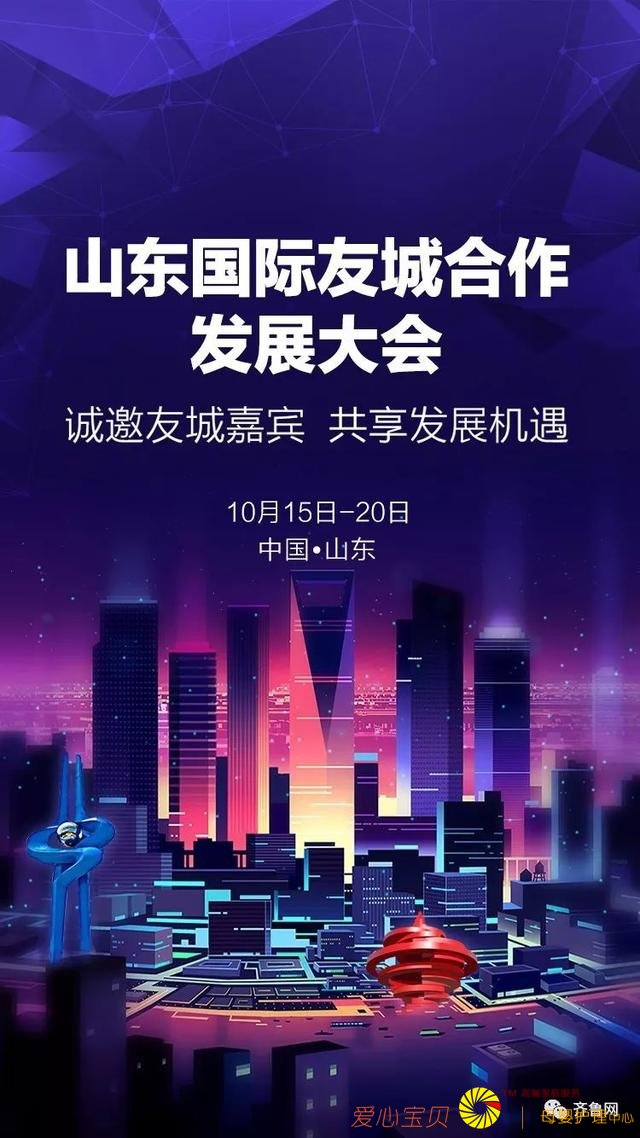 山东国际友城合作
发展大会
诚邀友城嘉宾 共享发展机遇
10月15日-20日
中国•山东
爱心宝贝
母婴护理中心
齐鲁网